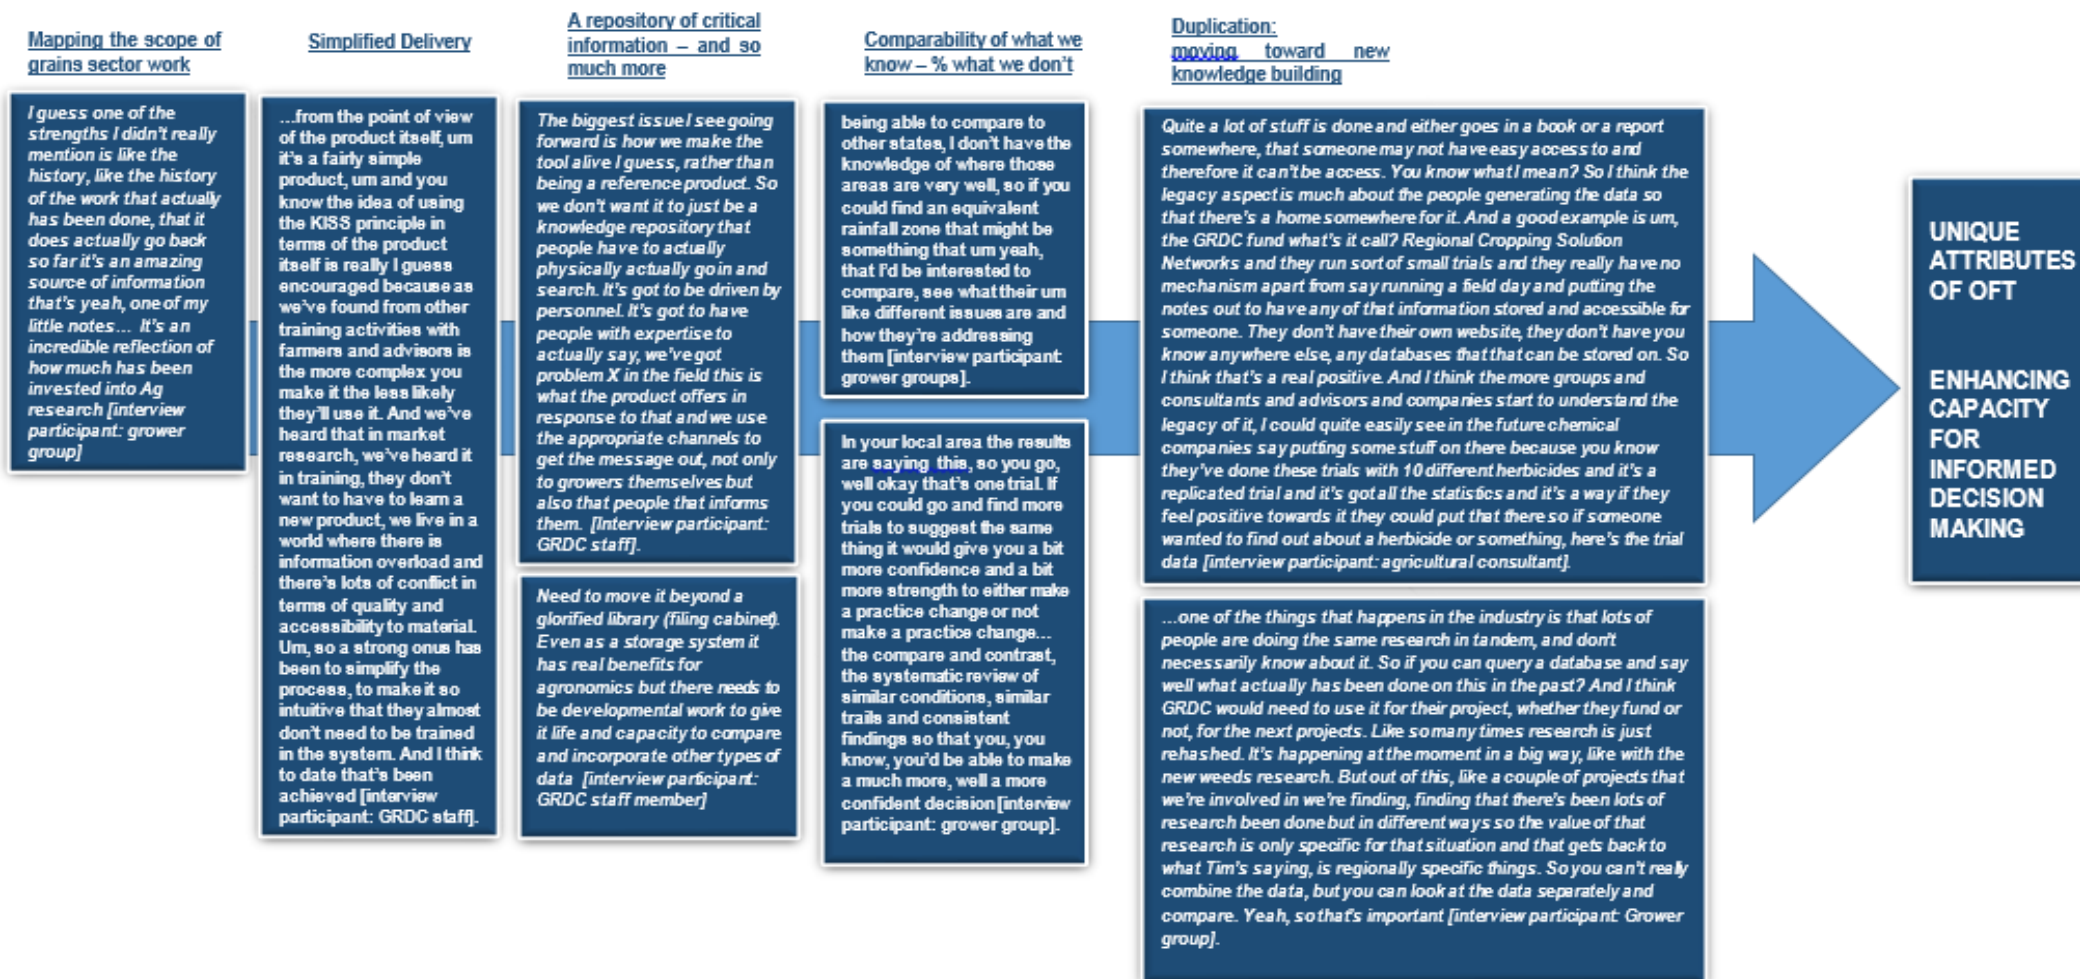 Mapping the scope of
grains sector work
I guess one of the
strengths I didn't really
mention is like the
history, like the history
of the work that actually
has been done, that it
does actually go back
so far it's an amazing
source of information
that's yeah, one of my
little notes... It's an
incredible reflection of
how much has been
invested into Ag
research [interview
participant: grower
group]
Simplified Delivery
...from the point of view
of the product itself, um
it's a fairly simple
product, um and you
know the idea of using
the KISS principle in
terms of the product
itself is really I guess
encouraged because as
we've found from other
training activities with
farmers and advisors is
the more complex you
make it the less likely
they'll use it. And we've
heard that in market
research, we've heard it
in training, they don't
want to have to learn a
new product, we live in a
world where there is
information overload and
there's lots of conflict in
terms of quality and
accessibility to material.
Um, so a strong onus has
been to simplify the
process, to make it so
intuitive that they almost
don't need to be trained
in the system. And I think
to date that's been
achieved [interview
participant: GRDC staff].
A repository of critical
information – and so
much more
The biggest issue I see going
forward is how we make the
tool alive I guess, rather than
being a reference product. So
we don't want it to just be a
knowledge repository that
people have to actually
physically actually go in and
search. It's got to be driven by
personnel. It's got to have
people with expertise to
actually say, we've got
problem X in the field this is
what the product offers in
response to that and we use
the appropriate channels to
get the message out, not only
to growers themselves but
also that people that informs
them. [Interview participant:
GRDC staff].
Need to move it beyond a
glorified library (filing cabinet).
Even as a storage system it
has real benefits for
agronomics but there needs to
be developmental work to give
it life and capacity to compare
and incorporate other types of
data [interview participant:
GRDC staff member]
Comparability of what we
know – % what we don't
being able to compare to
other states, I don't have the
knowledge of where those
areas are very well, so if you
could find an equivalent
rainfall zone that might be
something that um yeah,
that I'd be interested to
compare, see what their um
like different issues are and
how they're addressing
them [interview participant:
grower groups].
In your local area the results
are saying this, so you go,
well okay that's one trial. If
you could go and find more
trials to suggest the same
thing it would give you a bit
more confidence and a bit
more strength to either make
a practice change or not
make a practice change...
the compare and contrast,
the systematic review of
similar conditions, similar
trails and consistent
findings so that you, you
know, you'd be able to make
a much more, well a more
confident decision [interview
participant: grower group].
Duplication:
moving toward new
knowledge building
Quite a lot of stuff is done and either goes in a book or a report
somewhere, that someone may not have easy access to and
therefore it can't be access. You know what I mean? So I think the
legacy aspect is much about the people generating the data so
that there's a home somewhere for it. And a good example is um,
the GRDC fund what's it call? Regional Cropping Solution
Networks and they run sort of small trials and they really have no
mechanism apart from say running a field day and putting the
notes out to have any of that information stored and accessible for
someone. They don't have their own website, they don't have you
know anywhere else, any databases that that can be stored on. So
I think that's a real positive. And I think the more groups and
consultants and advisors and companies start to understand the
legacy of it, I could quite easily see in the future chemical
companies say putting some stuff on there because you know
they've done these trials with 10 different herbicides and it's a
replicated trial and it's got all the statistics and it's a way if they
feel positive towards it they could put that there so if someone
wanted to find out about a herbicide or something, here's the trial
data [interview participant: agricultural consultant].
...one of the things that happens in the industry is that lots of
people are doing the same research in tandem, and don't
necessarily know about it. So if you can query a database and say
well what actually has been done on this in the past? And I think
GRDC would need to use it for their project, whether they fund or
not, for the next projects. Like so many times research is just
rehashed. It's happening at the moment in a big way, like with the
new weeds research. But out of this, like a couple of projects that
we're involved in we're finding, finding that there's been lots of
research been done but in different ways so the value of that
research is only specific for that situation and that gets back to
what Tim's saying, is regionally specific things. So you can't really
combine the data, but you can look at the data separately and
compare. Yeah, so that's important [interview participant: Grower
group].
UNIQUE
ATTRIBUTES
OF OFT
ENHANCING
CAPACITY
FOR
INFORMED
DECISION
MAKING